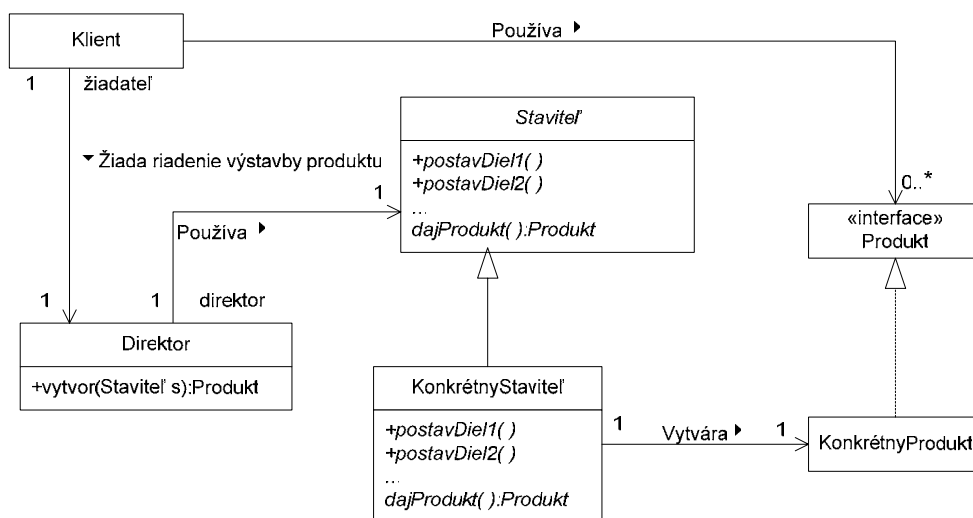 Klient
Používa
1
žiadateľ
Staviteľ
+postavDiel1( )
+postavDiel2( )
...
dajProdukt( ):Produkt
Žiada riadenie výstavby produktu
1
Používa
0..*
«interface»
Produkt
1
1
direktor
Direktor
+vytvor(Staviteľ s):Produkt
KonkrétnyStaviteľ
+postavDiel1( )
+postavDiel2( )
...
dajProdukt( ):Produkt
1
Vytvára
1
KonkrétnyProdukt